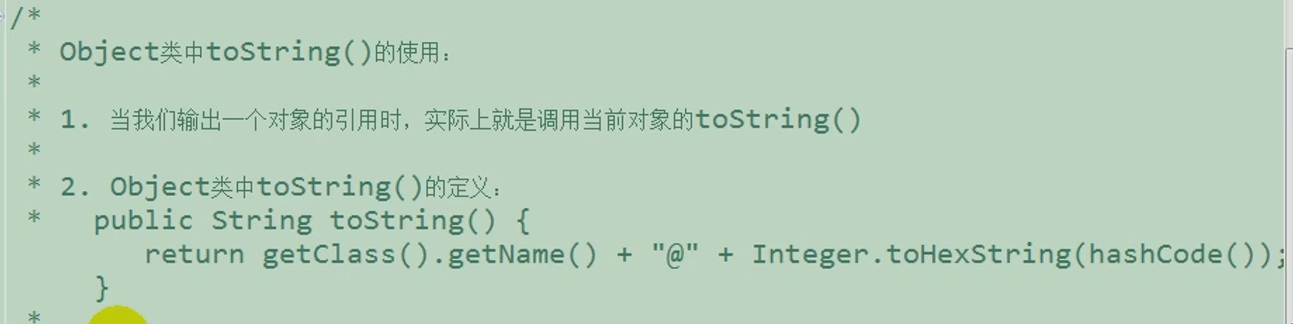 /*
 * Object类中toString()的使用：
 *
 * 1. 当我们输出一个对象的引用时，实际上就是调用当前对象的toString()
 *
 * 2. Object类中toString()的定义：
 *   public String toString() {
        return getClass().getName() + "@" + Integer.toHexString(hashCode());
     }
 *